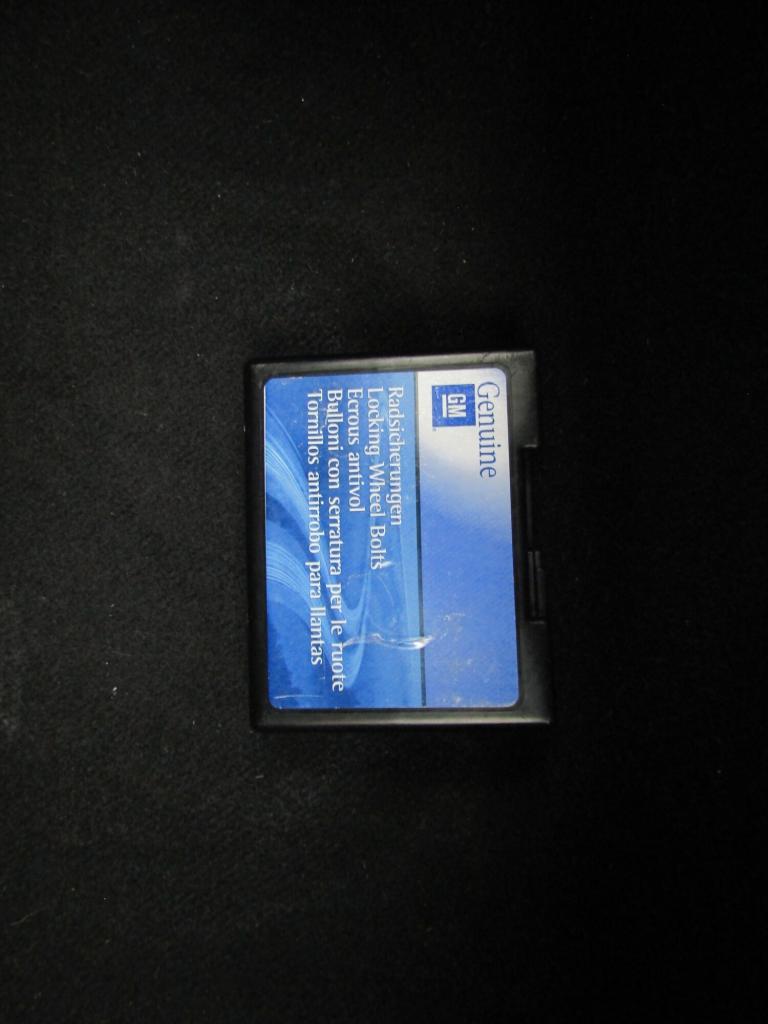 Genuine
GM
Radsicherungen
Locking Wheel Bolts
Ecrous antivol
Bulloni con serratura per le ruote
Tornillos antirrobo para llantas